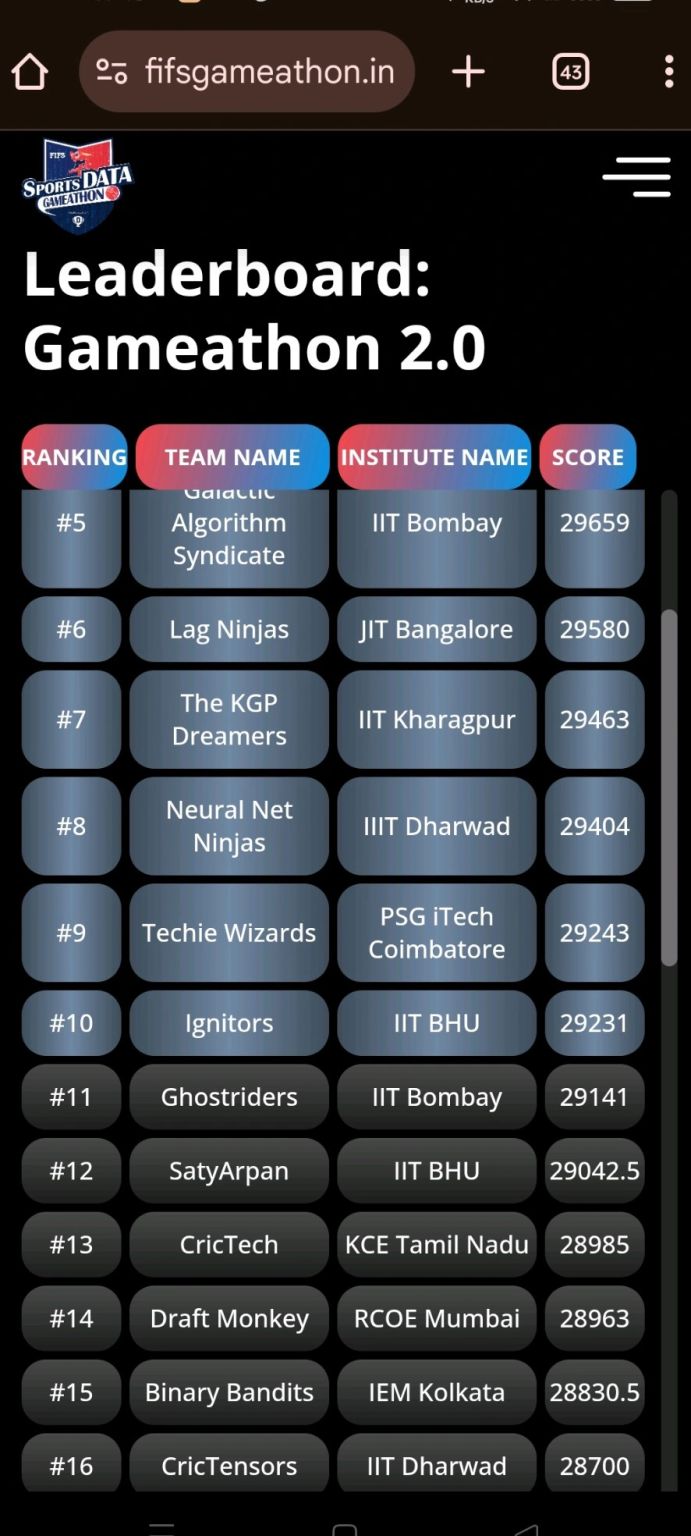 fifsgameathon.in
43
FIFS
SPORTS DATA
GAMEATHON
Leaderboard:
Gameathon 2.0
RANKING TEAM NAME INSTITUTE NAME SCORE
#5 Galactic Algorithm Syndicate IIT Bombay 29659
#6 Lag Ninjas JIT Bangalore 29580
#7 The KGP Dreamers IIT Kharagpur 29463
#8 Neural Net Ninjas IIIT Dharwad 29404
#9 Techie Wizards PSG iTech Coimbatore 29243
#10 Ignitors IIT BHU 29231
#11 Ghostriders IIT Bombay 29141
#12 SatyArpan IIT BHU 29042.5
#13 CricTech KCE Tamil Nadu 28985
#14 Draft Monkey RCOE Mumbai 28963
#15 Binary Bandits IEM Kolkata 28830.5
#16 CricTensors IIT Dharwad 28700